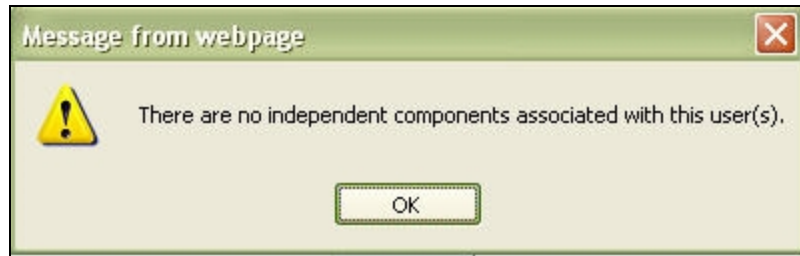 Message from webpage
There are no independent components associated with this user(s).
OK